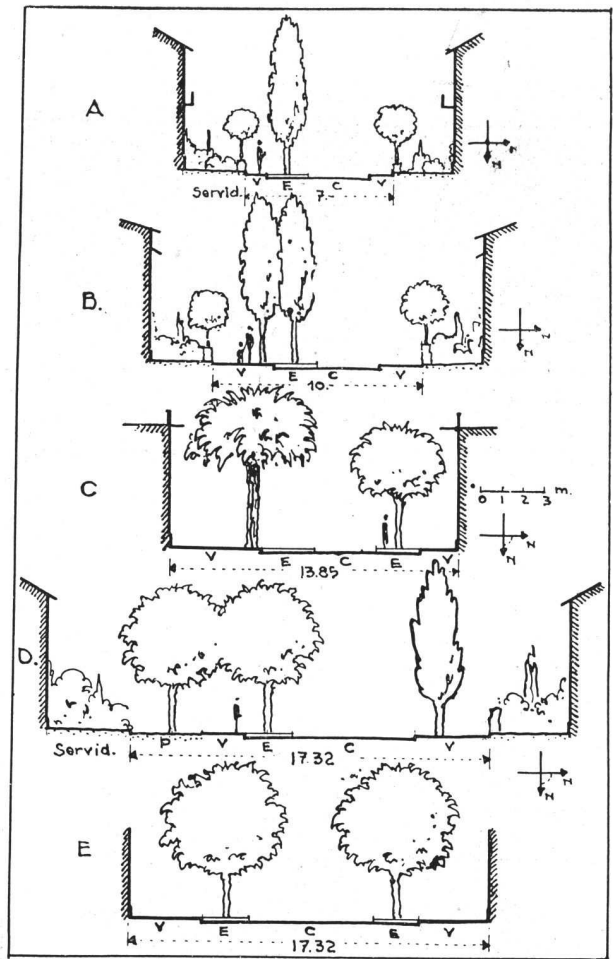 A
N
N
V E C V
Servid. 7
B.
N
N
V E C V
10
C
m.
0 1 2 3
N
N
V E C E V
13.85
D.
P V E C V
Servid.
17.32
N
N
E
V E C E V
17.32